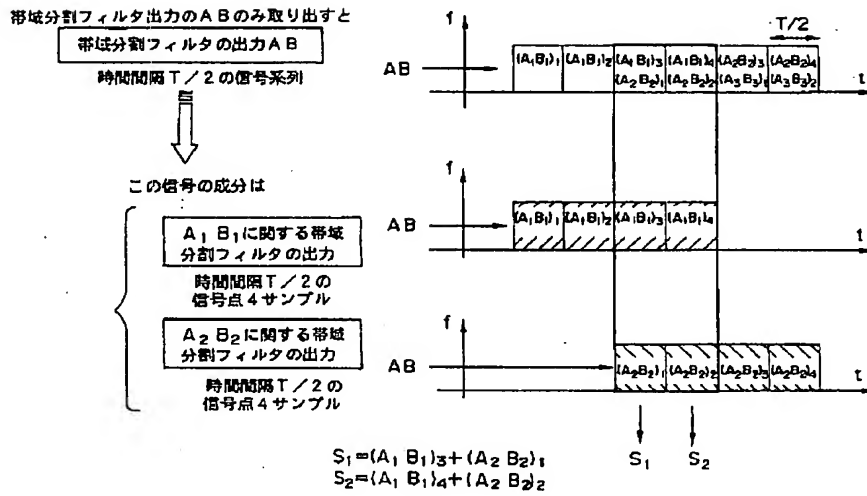 帯域分割フィルタ出力のABのみ取り出すと
帯域分割フィルタの出力AB
時間間隔T/2の信号系列
この信号の成分は
A₁ B₁に関する帯域
分割フィルタの出力
時間間隔T/2の
信号点4サンプル
A₂ B₂に関する帯域
分割フィルタの出力
時間間隔T/2の
信号点4サンプル
f
T/2
AB
(A₁B₁)₁ (A₁B₁)₂ (A₁B₁)₃ (A₁B₁)₄ (A₂B₂)₃ (A₂B₂)₄
(A₂B₂)₁ (A₂B₂)₂ (A₃B₃)₁ (A₃B₃)₂
t
f
AB
(A₁B₁)₁ (A₁B₁)₂ (A₁B₁)₃ (A₁B₁)₄
t
f
AB
(A₂B₂)₁ (A₂B₂)₂ (A₂B₂)₃ (A₂B₂)₄
t
S₁ S₂
S₁=(A₁ B₁)₃+(A₂ B₂)₁
S₂=(A₁ B₁)₄+(A₂ B₂)₂